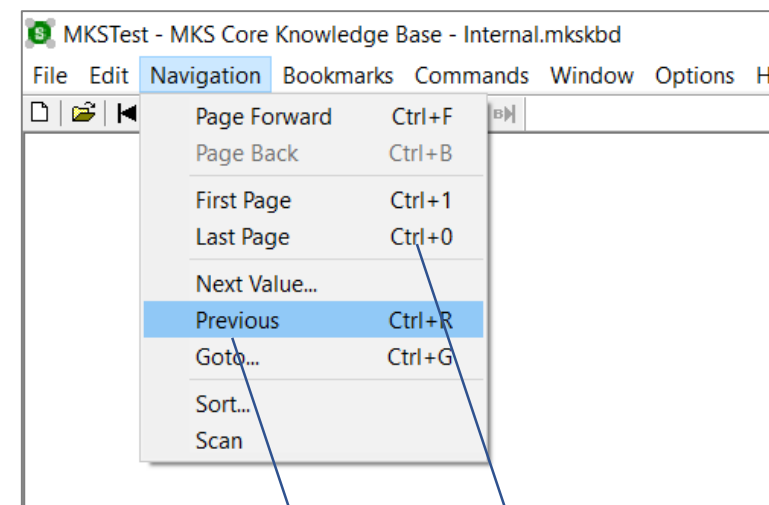 MKSTest - MKS Core Knowledge Base - Internal.mkskbd
File Edit Navigation Bookmarks Commands Window Options H
Page Forward Ctrl+F
Page Back Ctrl+B
First Page Ctrl+1
Last Page Ctrl+0
Next Value...
Previous Ctrl+R
Goto... Ctrl+G
Sort...
Scan